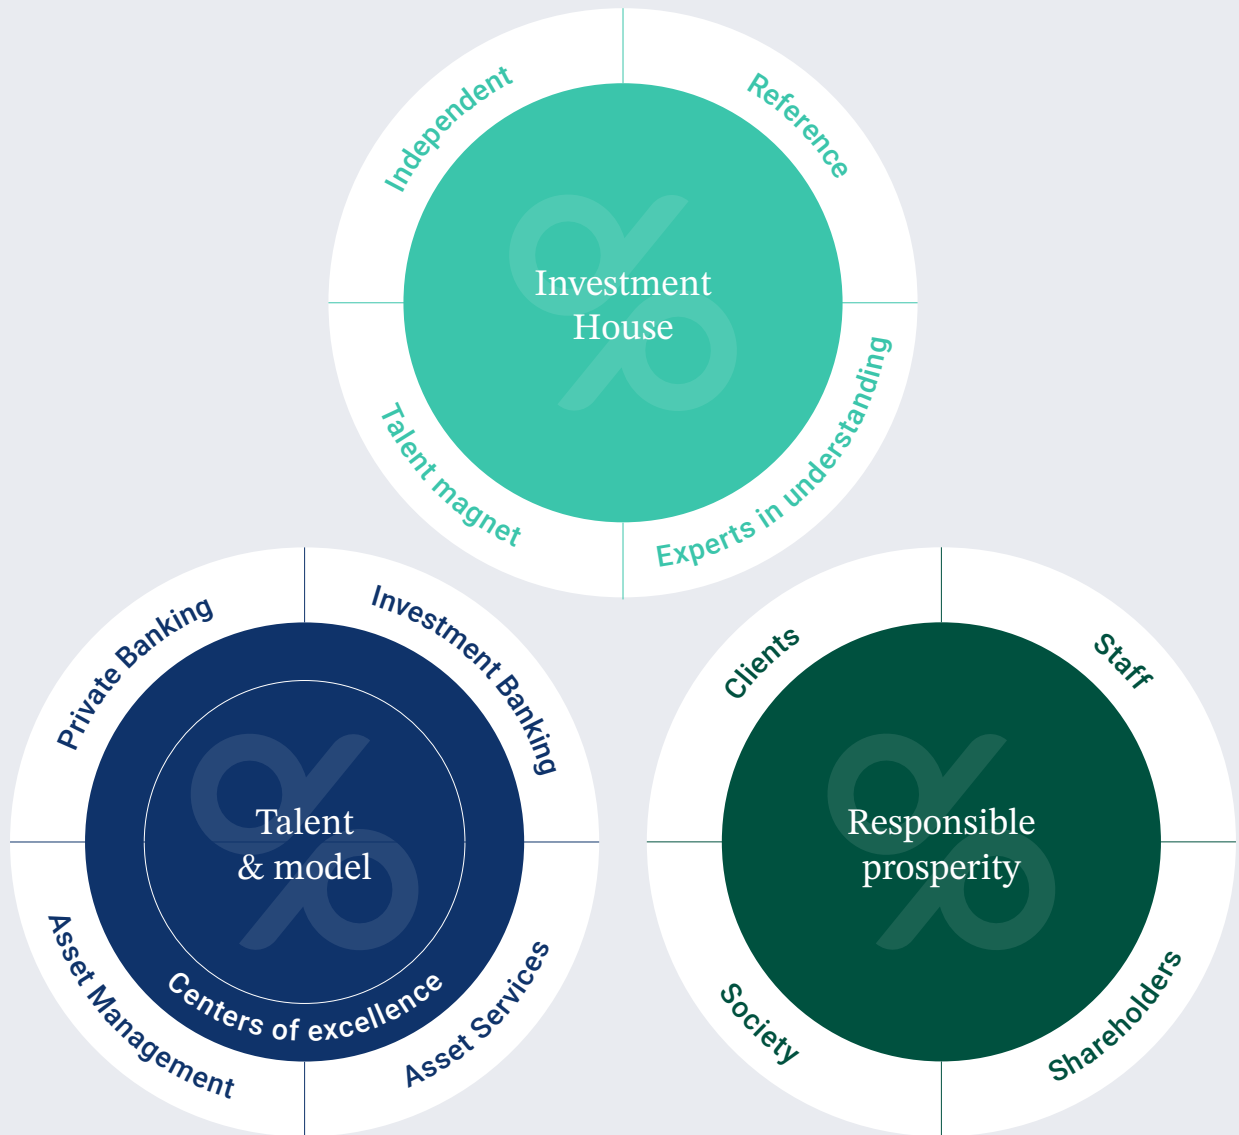 Independent
Reference
Investment
House
Talent magnet
Experts in understanding
Private Banking
Investment Banking
Talent
& model
Centers of excellence
Asset Management
Asset Services
Clients
Staff
Responsible
prosperity
Society
Shareholders